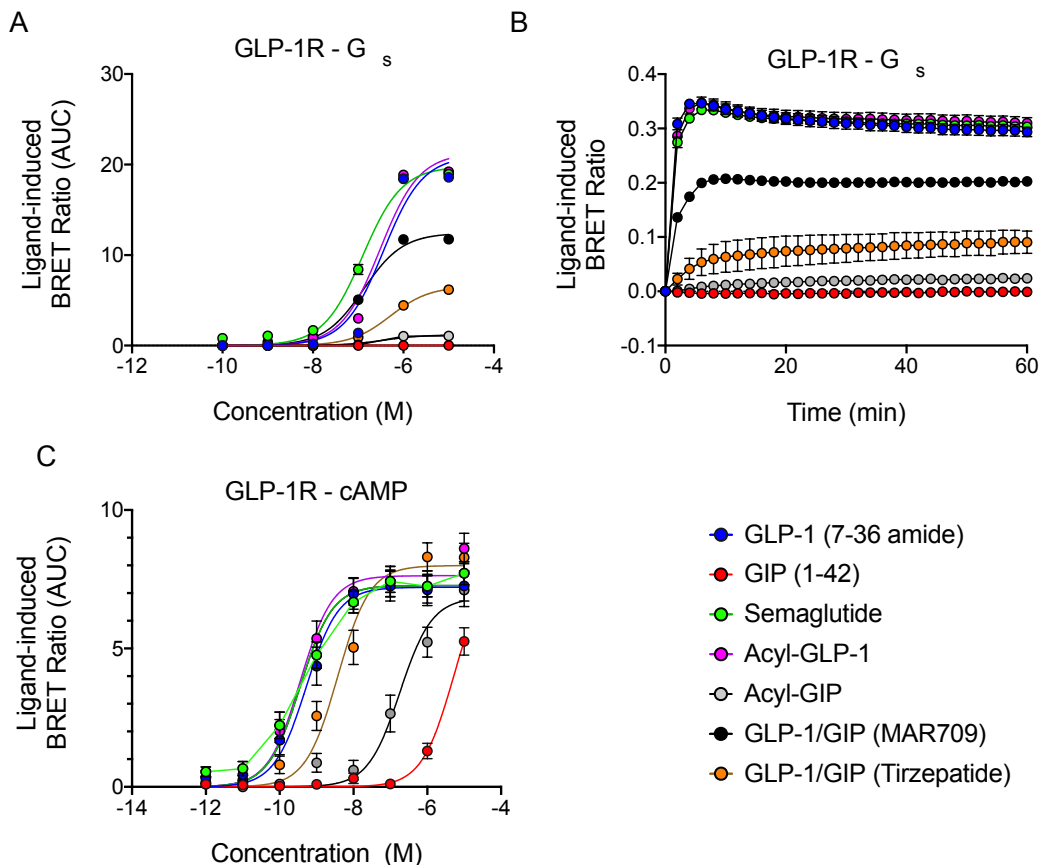 A
GLP-1R - G s
Ligand-induced
BRET Ratio (AUC)
30
20
10
0
-12
-10
-8
-6
-4
Concentration (M)
B
GLP-1R - G s
Ligand-induced
BRET Ratio
0.4
0.3
0.2
0.1
0.0
-0.1
0
20
40
60
Time (min)
C
GLP-1R - cAMP
Ligand-induced
BRET Ratio (AUC)
10
5
0
-14
-12
-10
-8
-6
-4
Concentration (M)
GLP-1 (7-36 amide)
GIP (1-42)
Semaglutide
Acyl-GLP-1
Acyl-GIP
GLP-1/GIP (MAR709)
GLP-1/GIP (Tirzepatide)